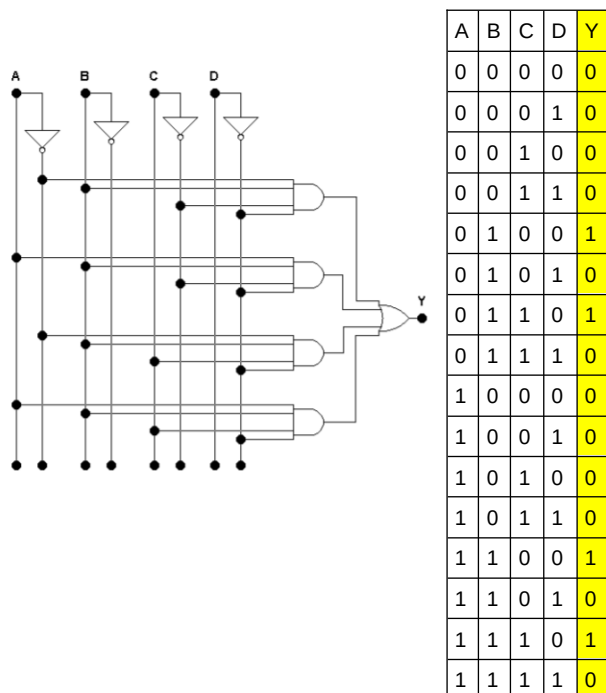 A B C D
Y
A B C D Y
0 0 0 0 0
0 0 0 1 0
0 0 1 0 0
0 0 1 1 0
0 1 0 0 1
0 1 0 1 0
0 1 1 0 1
0 1 1 1 0
1 0 0 0 0
1 0 0 1 0
1 0 1 0 0
1 0 1 1 0
1 1 0 0 1
1 1 0 1 0
1 1 1 0 1
1 1 1 1 0